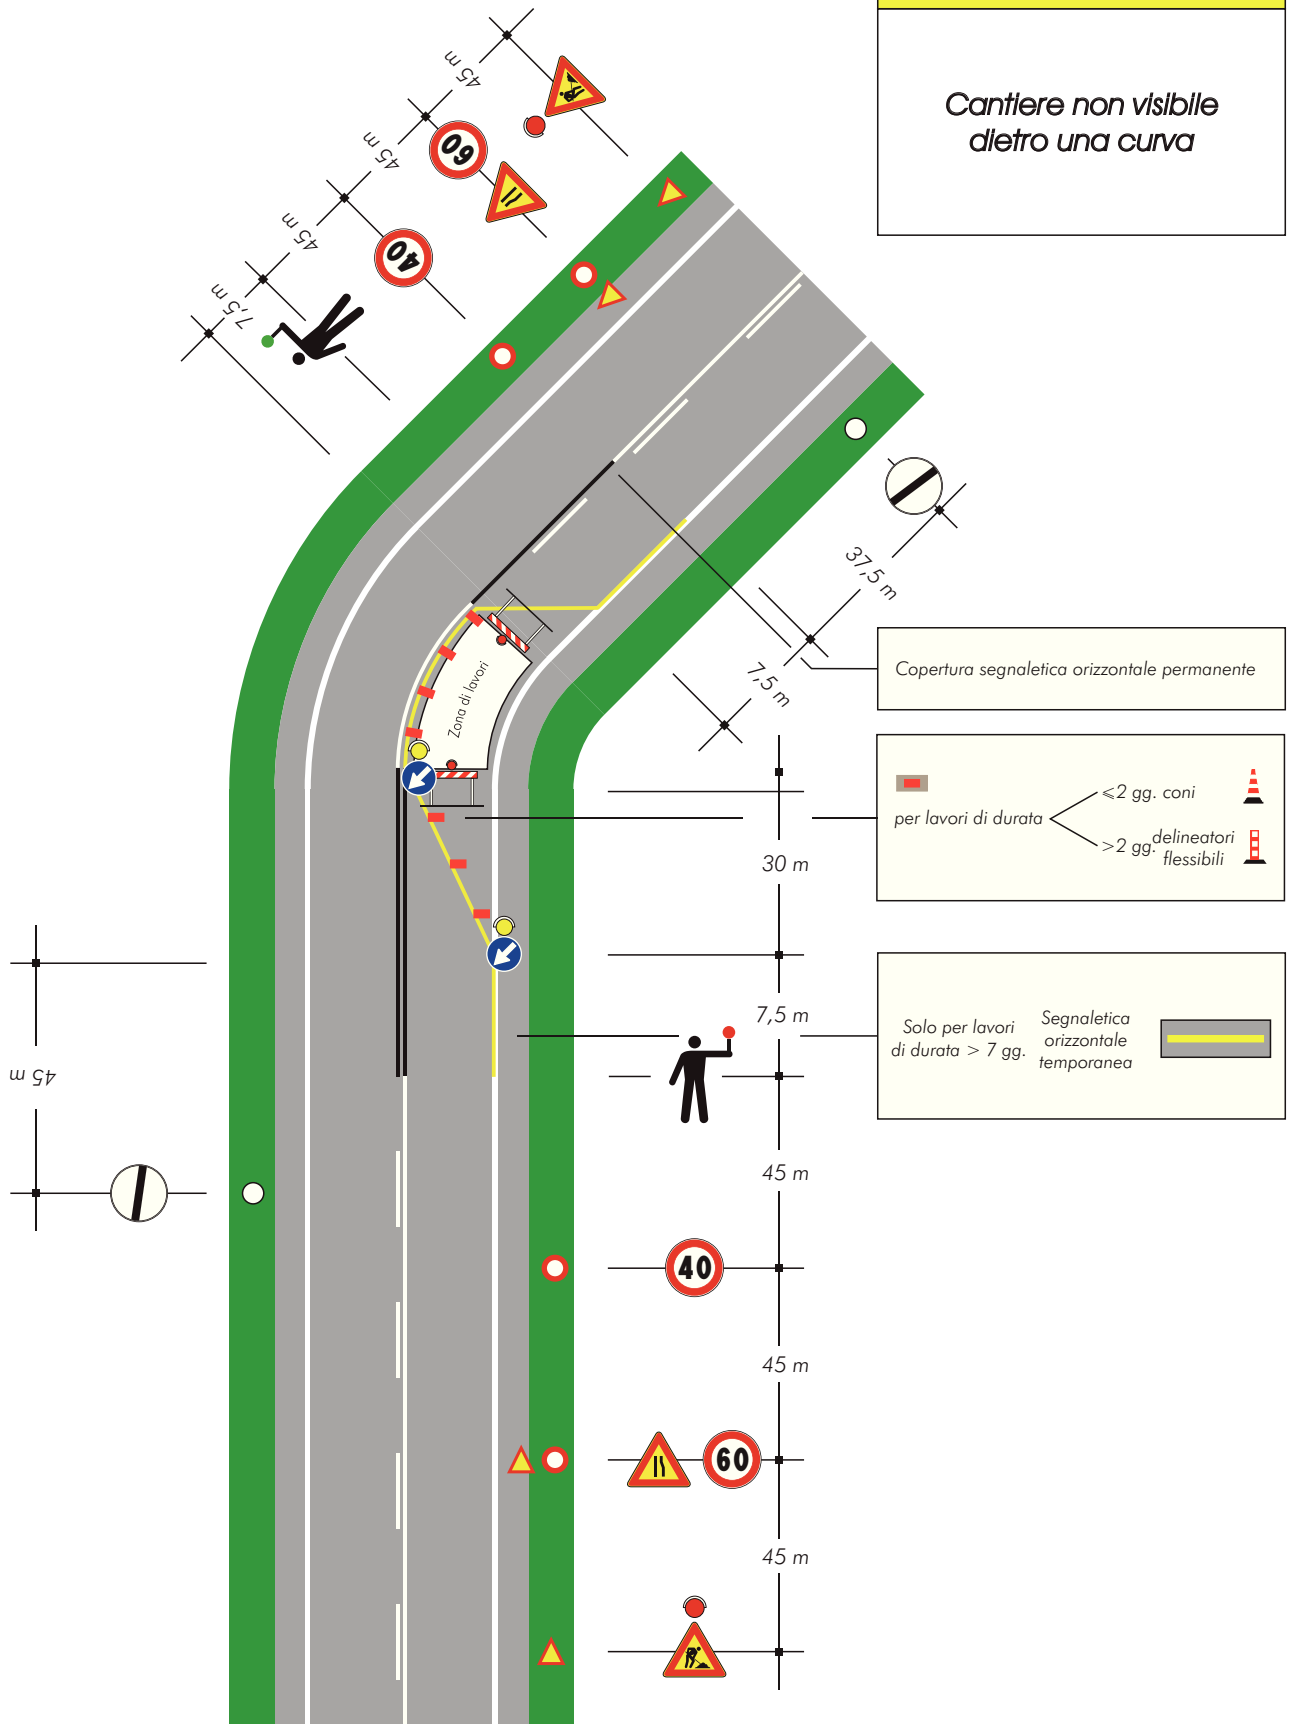 Cantiere non visibile
dietro una curva
45 m
45 m
45 m
7,5 m
60
40
37,5 m
7,5 m
Copertura segnaletica orizzontale permanente
Zona di lavori
per lavori di durata
⩽2 gg. coni
>2 gg. delineatori
flessibili
30 m
7,5 m
Solo per lavori
di durata > 7 gg.
Segnaletica
orizzontale
temporanea
45 m
45 m
40
45 m
60
45 m